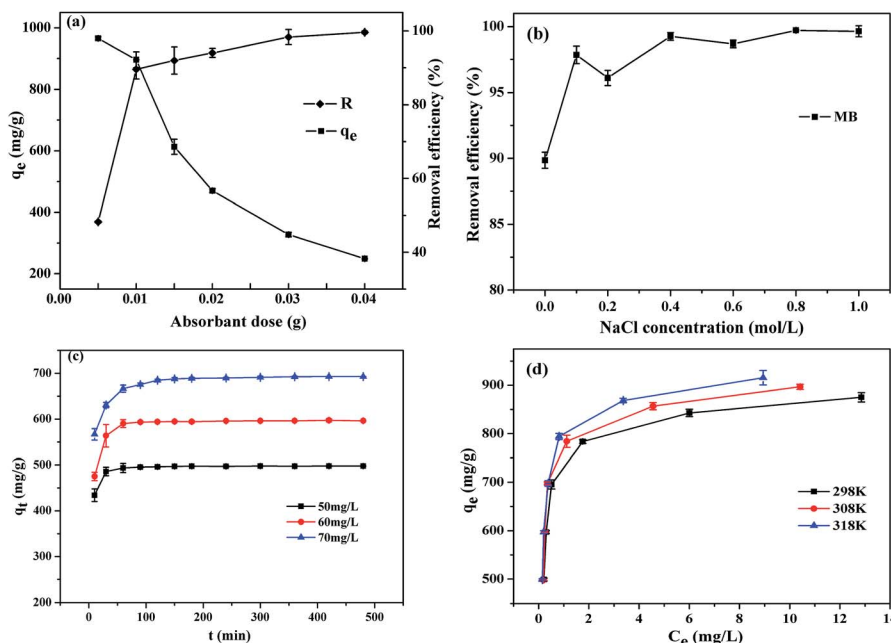 (a)
1000
800
600
400
200
qe (mg/g)
100
80
60
40
Removal efficiency (%)
R
qe
0.00 0.01 0.02 0.03 0.04
Absorbant dose (g)
(b)
100
95
90
85
80
Removal efficiency (%)
MB
0.0 0.2 0.4 0.6 0.8 1.0
NaCl concentration (mol/L)
(c)
700
600
500
400
300
200
qt (mg/g)
50mg/L
60mg/L
70mg/L
0 100 200 300 400 500
t (min)
(d)
900
800
700
600
500
qe (mg/g)
298K
308K
318K
0 2 4 6 8 10 12
Ce (mg/L)